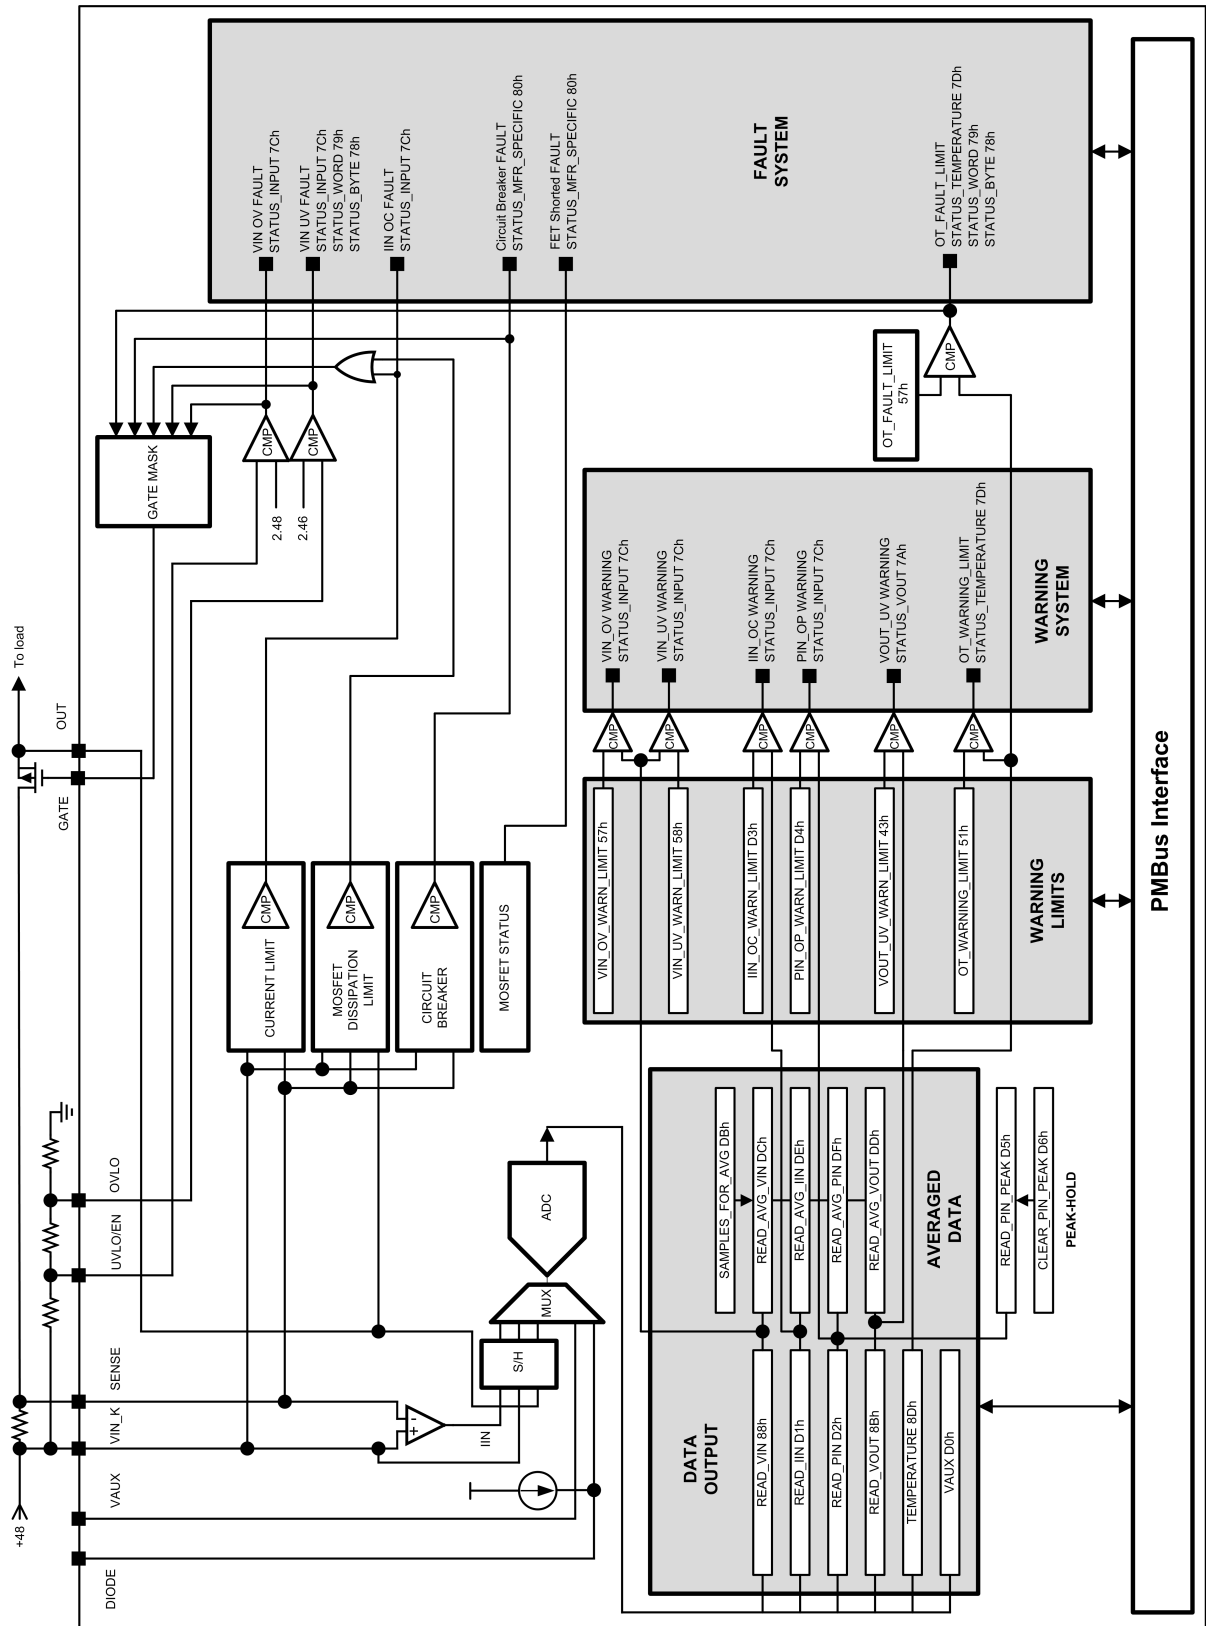 +48
VIN_K
SENSE
VAUX
DIODE
UVLO/EN
OVLO
GATE
OUT
To load
IIN
+
-
S/H
MUX
ADC
CURRENT LIMIT
CMP
MOSFET
DISSIPATION
LIMIT
CMP
CIRCUIT
BREAKER
CMP
MOSFET STATUS
GATE MASK
2.48
2.46
CMP
CMP
DATA
OUTPUT
READ_VIN 88h
READ_IIN D1h
READ_PIN D2h
READ_VOUT 8Bh
TEMPERATURE 8Dh
VAUX D0h
SAMPLES_FOR_AVG DBh
READ_AVG_VIN DCh
READ_AVG_IIN DEh
READ_AVG_PIN DFh
READ_AVG_VOUT DDh
AVERAGED
DATA
READ_PIN_PEAK D5h
CLEAR_PIN_PEAK D6h
PEAK-HOLD
VIN_OV_WARN_LIMIT 57h
VIN_UV_WARN_LIMIT 58h
IIN_OC_WARN_LIMIT D3h
PIN_OP_WARN_LIMIT D4h
VOUT_UV_WARN_LIMIT 43h
OT_WARNING_LIMIT 51h
WARNING
LIMITS
CMP
CMP
CMP
CMP
CMP
CMP
VIN_OV WARNING
STATUS_INPUT 7Ch
VIN_UV WARNING
STATUS_INPUT 7Ch
IIN_OC WARNING
STATUS_INPUT 7Ch
PIN_OP WARNING
STATUS_INPUT 7Ch
VOUT_UV WARNING
STATUS_VOUT 7Ah
OT_WARNING_LIMIT
STATUS_TEMPERATURE 7Dh
WARNING
SYSTEM
OT_FAULT_LIMIT
57h
CMP
VIN OV FAULT
STATUS_INPUT 7Ch
VIN UV FAULT
STATUS_INPUT 7Ch
STATUS_WORD 79h
STATUS_BYTE 78h
IIN OC FAULT
STATUS_INPUT 7Ch
Circuit Breaker FAULT
STATUS_MFR_SPECIFIC 80h
FET Shorted FAULT
STATUS_MFR_SPECIFIC 80h
FAULT
SYSTEM
OT_FAULT_LIMIT
STATUS_TEMPERATURE 7Dh
STATUS_WORD 79h
STATUS_BYTE 78h
PMBus Interface